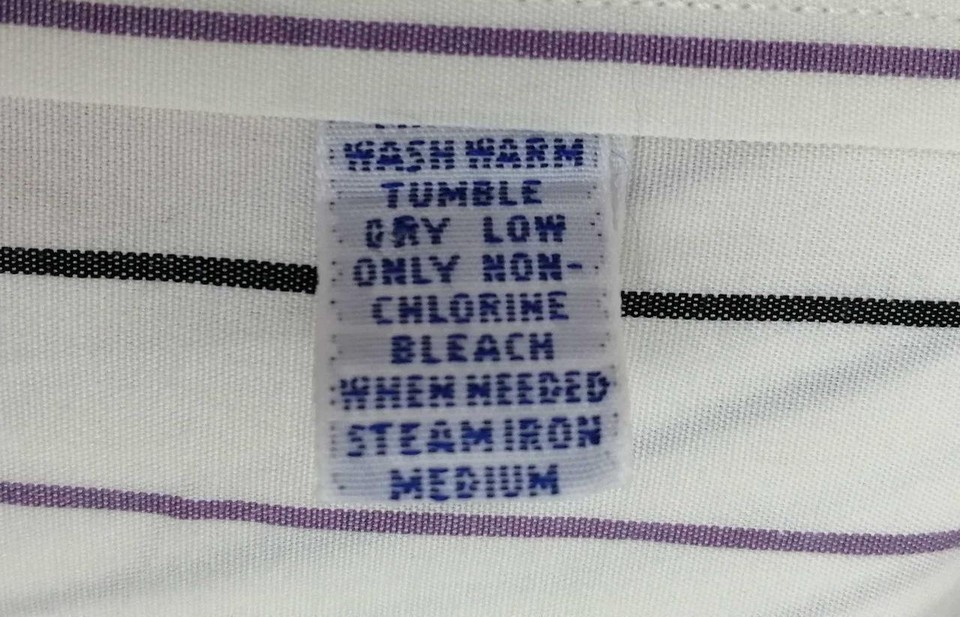 WASH WARM
TUMBLE
DRY LOW
ONLY NON-
CHLORINE
BLEACH
WHEN NEEDED
STEAM IRON
MEDIUM